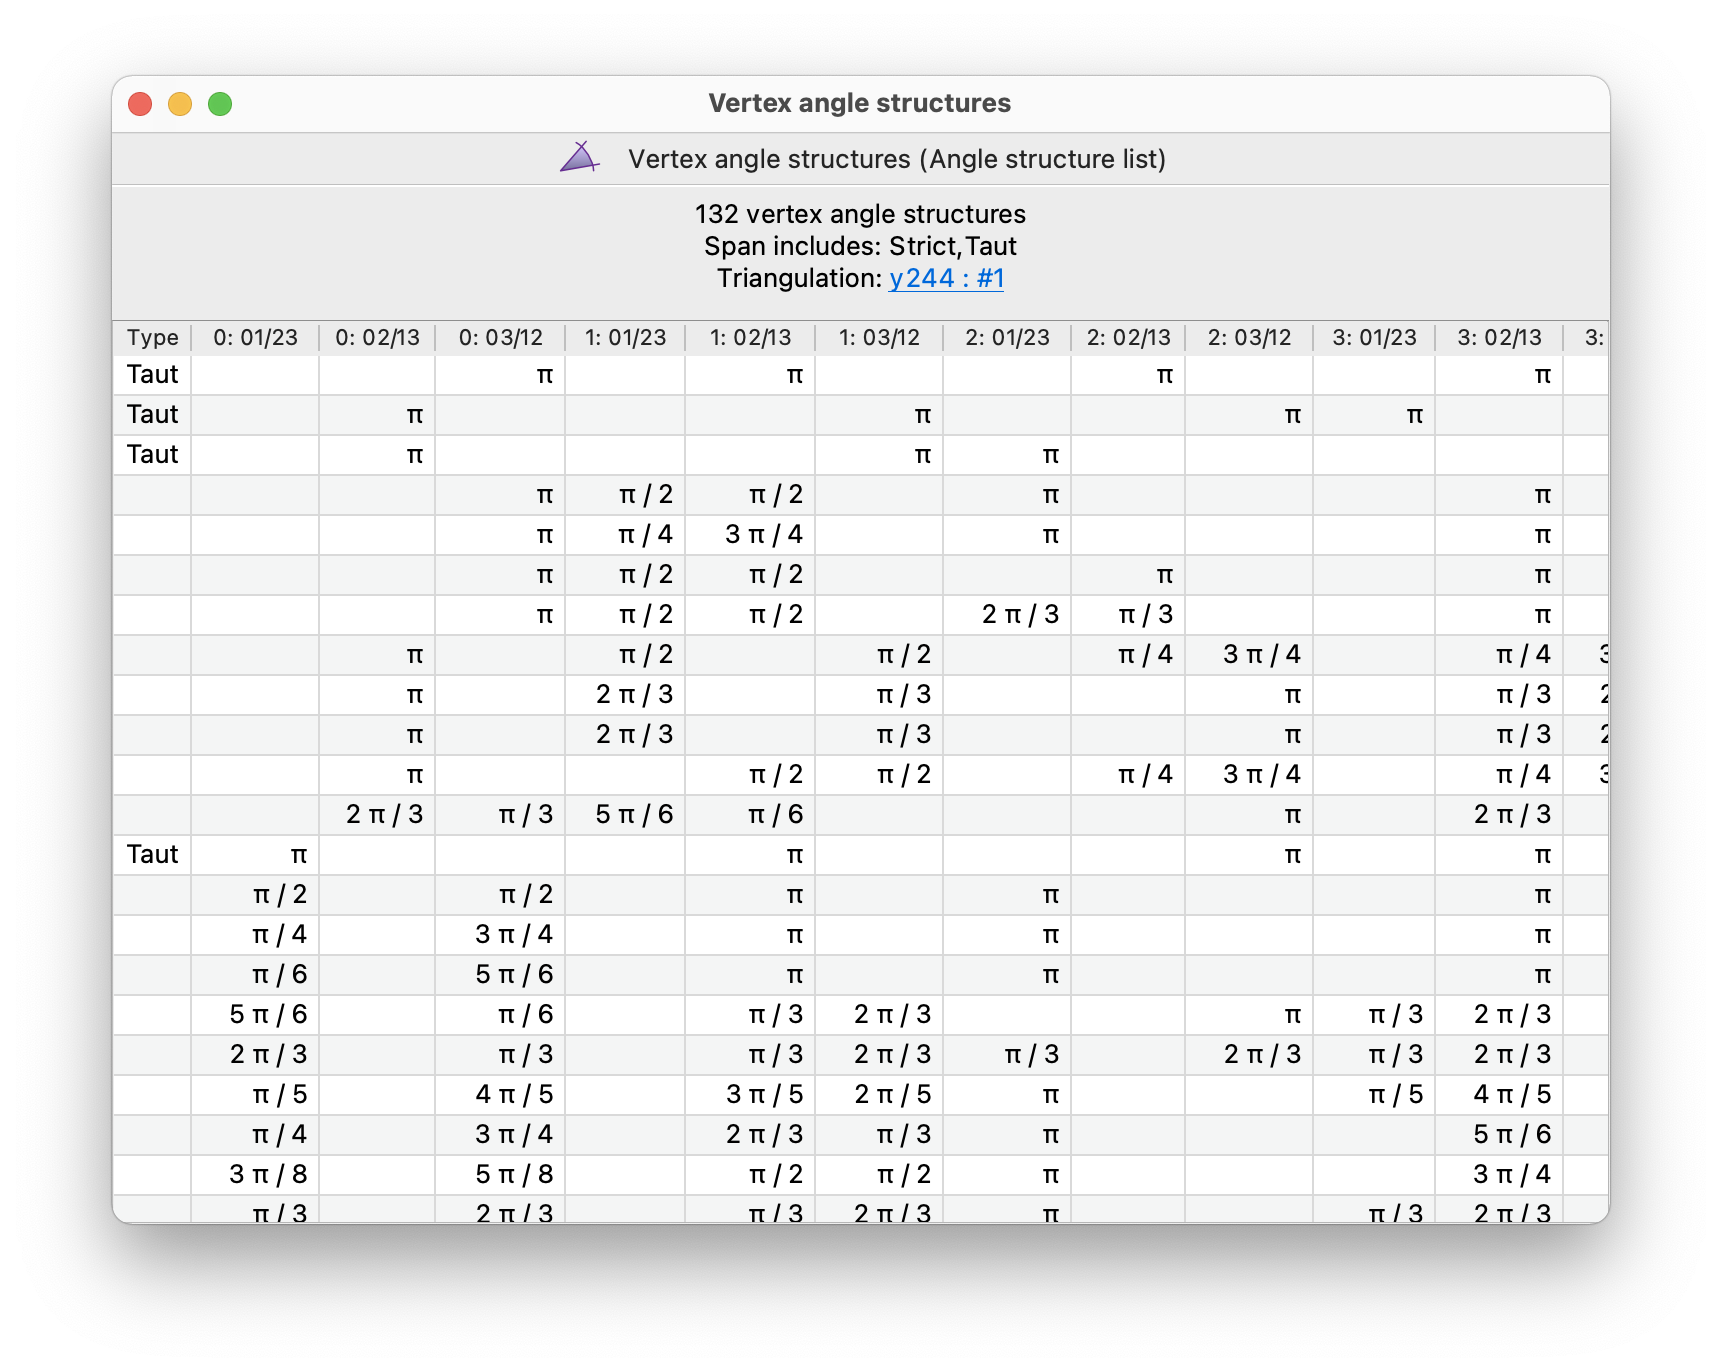 Vertex angle structures
Vertex angle structures (Angle structure list)
132 vertex angle structures
Span includes: Strict,Taut
Triangulation: y244 : #1
Type 0: 01/23 0: 02/13 0: 03/12 1: 01/23 1: 02/13 1: 03/12 2: 01/23 2: 02/13 2: 03/12 3: 01/23 3: 02/13 3:
Taut π π π π
Taut π π π π
Taut π π π
π π / 2 π / 2 π π
π π / 4 3 π / 4 π π
π π / 2 π / 2 π π
π π / 2 π / 2 2 π / 3 π / 3 π
π π / 2 π / 2 π / 4 3 π / 4 π / 4 3
π 2 π / 3 π / 3 π π / 3 2
π 2 π / 3 π / 3 π π / 3 2
π π / 2 π / 2 π / 4 3 π / 4 π / 4 3
2 π / 3 π / 3 5 π / 6 π / 6 π 2 π / 3
Taut π π π π
π / 2 π / 2 π π π
π / 4 3 π / 4 π π π
π / 6 5 π / 6 π π π
5 π / 6 π / 6 π / 3 2 π / 3 π π / 3 2 π / 3
2 π / 3 π / 3 π / 3 2 π / 3 π / 3 2 π / 3 π / 3 2 π / 3
π / 5 4 π / 5 3 π / 5 2 π / 5 π π / 5 4 π / 5
π / 4 3 π / 4 2 π / 3 π / 3 π 5 π / 6
3 π / 8 5 π / 8 π / 2 π / 2 π 3 π / 4
π / 3 2 π / 3 π / 3 2 π / 3 π π / 3 2 π / 3